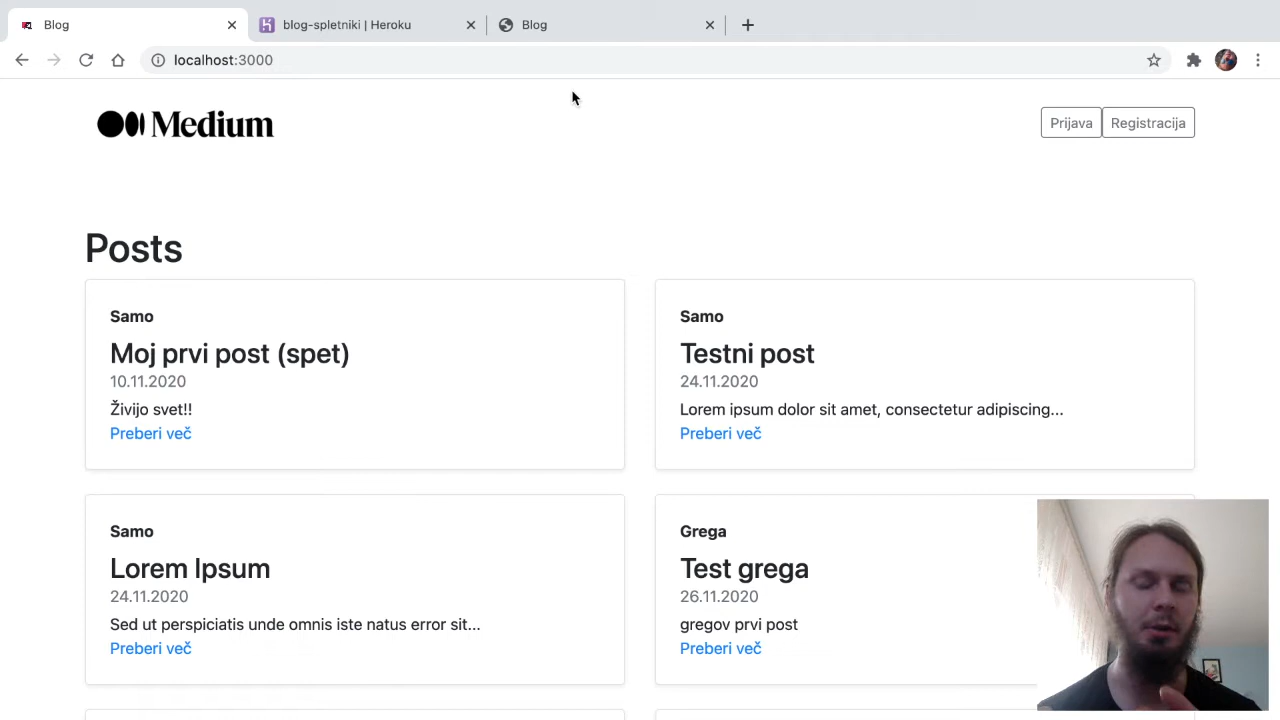 Blog
blog-spletniki | Heroku
Blog
localhost:3000
Medium
Prijava
Registracija
Posts
Samo
Moj prvi post (spet)
10.11.2020
Živijo svet!!
Preberi več
Samo
Testni post
24.11.2020
Lorem ipsum dolor sit amet, consectetur adipiscing...
Preberi več
Samo
Lorem Ipsum
24.11.2020
Sed ut perspiciatis unde omnis iste natus error sit...
Preberi več
Grega
Test grega
26.11.2020
gregov prvi post
Preberi več